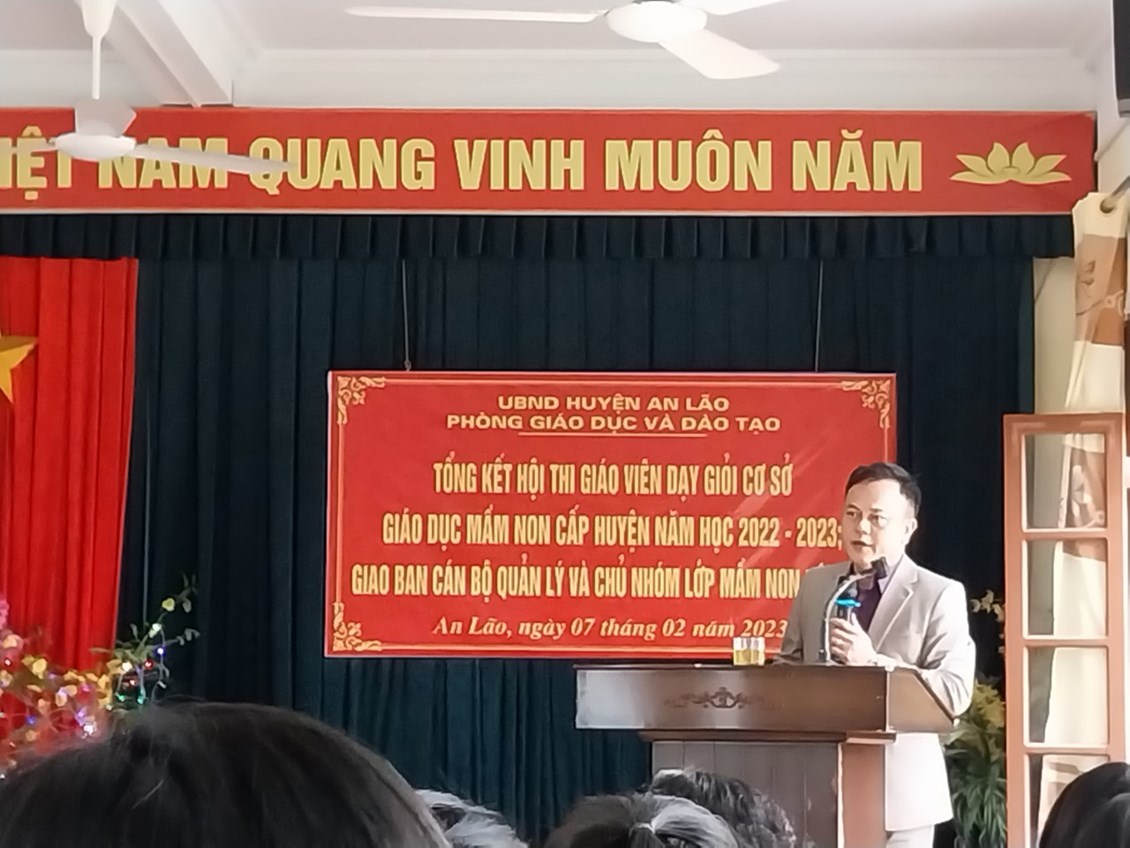 VIỆT NAM QUANG VINH MUÔN NĂM
UBND HUYỆN AN LÃO
PHÒNG GIÁO DỤC VÀ ĐÀO TẠO
TỔNG KẾT HỘI THI GIÁO VIÊN DẠY GIỎI CƠ SỞ
GIÁO DỤC MẦM NON CẤP HUYỆN NĂM HỌC 2022 - 2023;
GIAO BAN CÁN BỘ QUẢN LÝ VÀ CHỦ NHÓM LỚP MẦM NON
An Lão, ngày 07 tháng 02 năm 2023